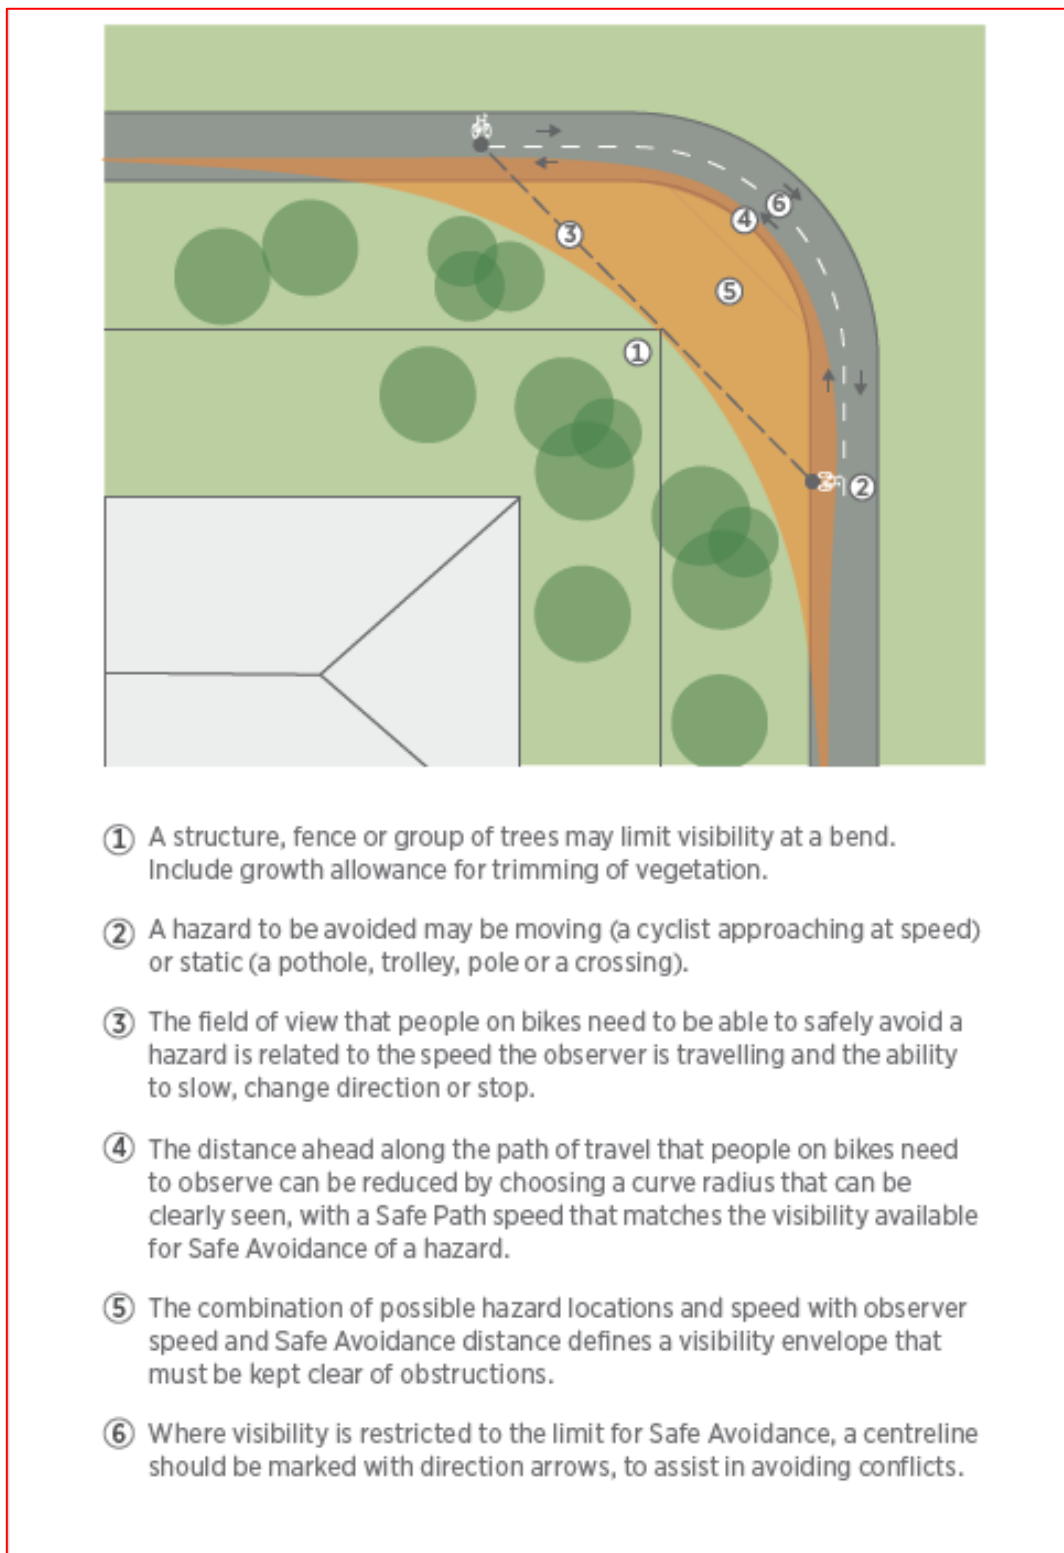 3
4
6
5
1
2
① A structure, fence or group of trees may limit visibility at a bend.
Include growth allowance for trimming of vegetation.
② A hazard to be avoided may be moving (a cyclist approaching at speed)
or static (a pothole, trolley, pole or a crossing).
③ The field of view that people on bikes need to be able to safely avoid a
hazard is related to the speed the observer is travelling and the ability
to slow, change direction or stop.
④ The distance ahead along the path of travel that people on bikes need
to observe can be reduced by choosing a curve radius that can be
clearly seen, with a Safe Path speed that matches the visibility available
for Safe Avoidance of a hazard.
⑤ The combination of possible hazard locations and speed with observer
speed and Safe Avoidance distance defines a visibility envelope that
must be kept clear of obstructions.
⑥ Where visibility is restricted to the limit for Safe Avoidance, a centreline
should be marked with direction arrows, to assist in avoiding conflicts.